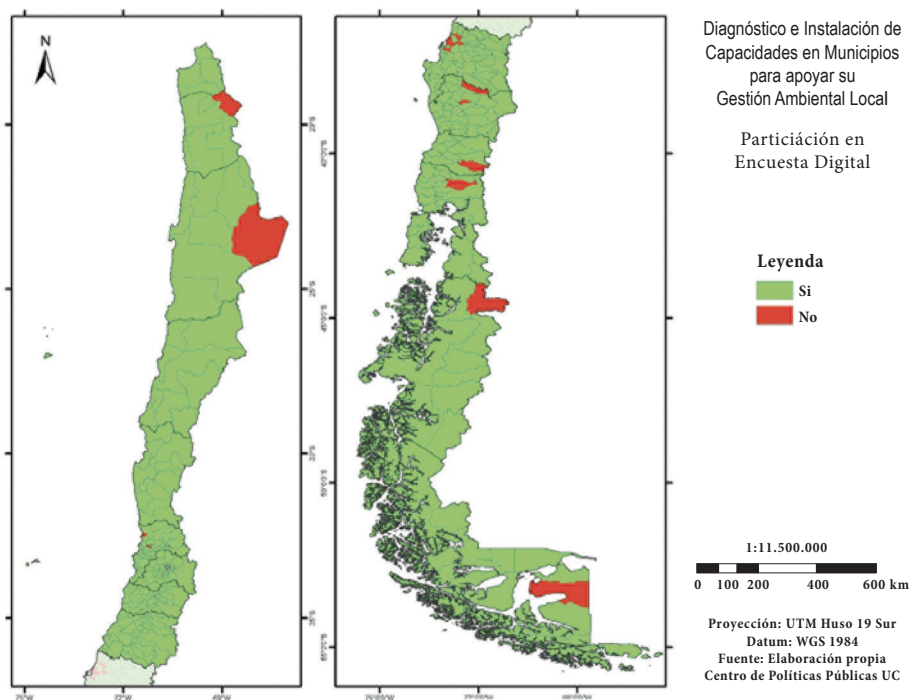 N
Diagnóstico e Instalación de
Capacidades en Municipios
para apoyar su
Gestión Ambiental Local
Particiáción en
Encuesta Digital
Leyenda
Si
No
1:11.500.000
0 100 200 400 600 km
Proyección: UTM Huso 19 Sur
Datum: WGS 1984
Fuente: Elaboración propia
Centro de Políticas Públicas UC